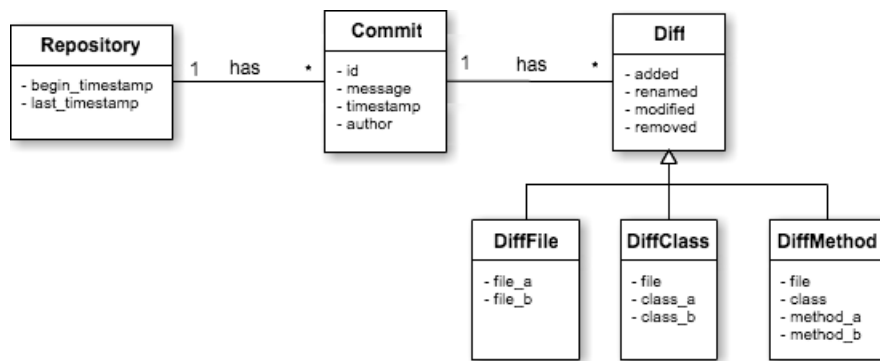 Repository
- begin_timestamp
- last_timestamp
1 has *
Commit
- id
- message
- timestamp
- author
1 has *
Diff
- added
- renamed
- modified
- removed
DiffFile
- file_a
- file_b
DiffClass
- file
- class_a
- class_b
DiffMethod
- file
- class
- method_a
- method_b